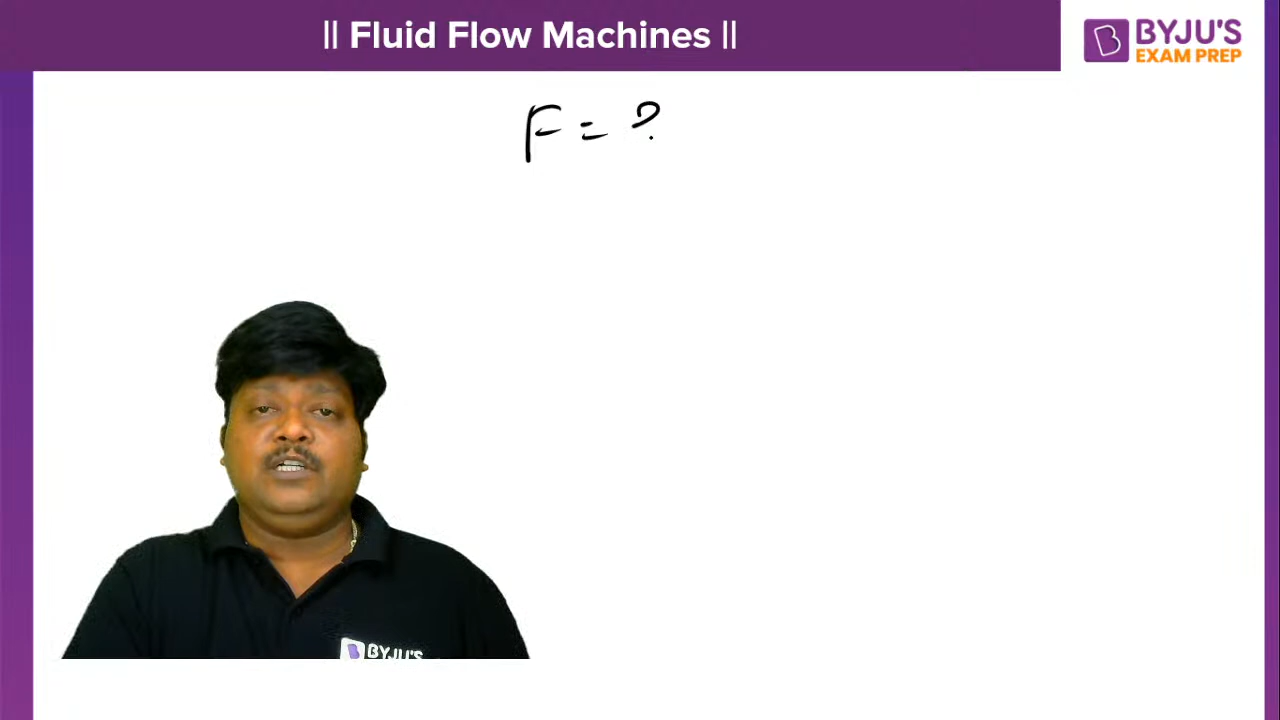 || Fluid Flow Machines ||
BYJU'S
EXAM PREP
F = ?
BYJU'S